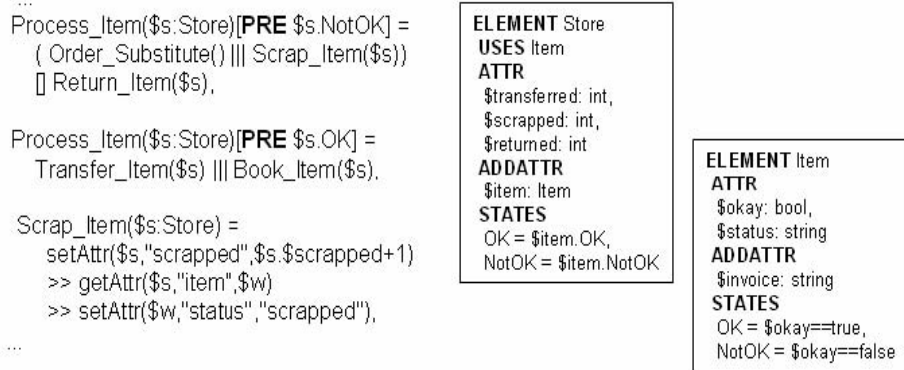 ...
Process_Item($s:Store)[PRE $s.NotOK] =
( Order_Substitute() ||| Scrap_Item($s))
[] Return_Item($s),
Process_Item($s:Store)[PRE $s.OK] =
Transfer_Item($s) ||| Book_Item($s).
Scrap_Item($s:Store) =
setAttr($s,"scrapped",$s.$scrapped+1)
>> getAttr($s,"item",$w)
>> setAttr($w,"status","scrapped"),
...
ELEMENT Store
USES Item
ATTR
$transferred: int,
$scrapped: int,
$returned: int
ADDATTR
$item: Item
STATES
OK = $item.OK,
NotOK = $item.NotOK
ELEMENT Item
ATTR
$okay: bool,
$status: string
ADDATTR
$invoice: string
STATES
OK = $okay==true,
NotOK = $okay==false